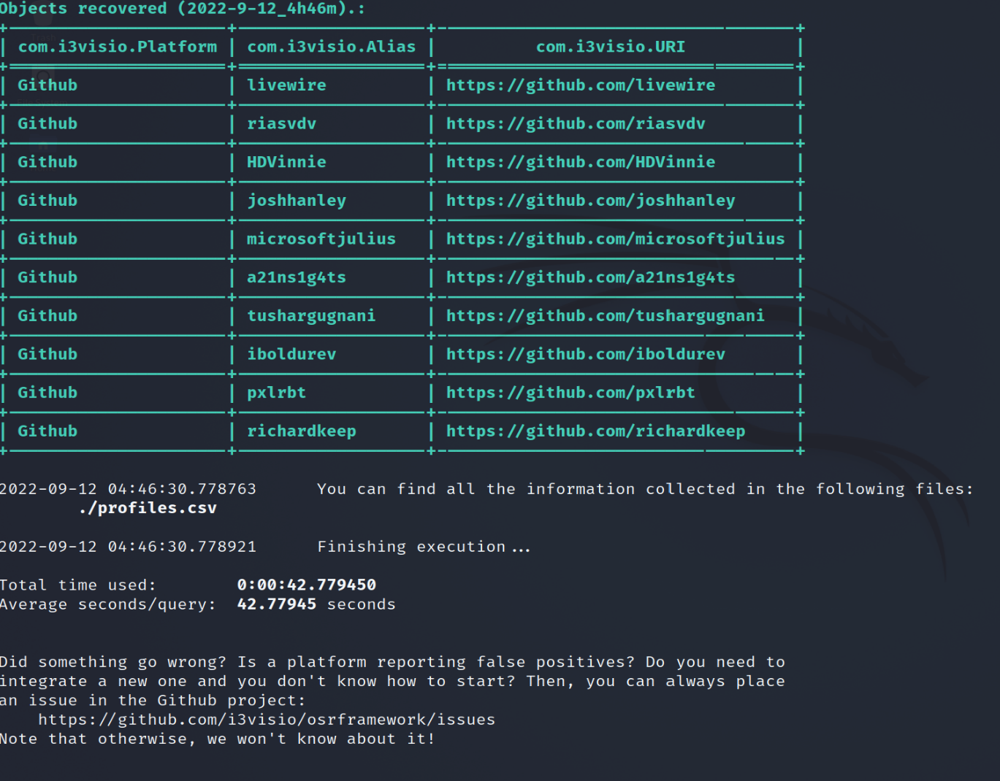 Objects recovered (2022-9-12_4h46m).:
com.i3visio.Platform | com.i3visio.Alias | com.i3visio.URI
Github | livewire | https://github.com/livewire
Github | riasvdv | https://github.com/riasvdv
Github | HDVinnie | https://github.com/HDVinnie
Github | joshhanley | https://github.com/joshhanley
Github | microsoftjulius | https://github.com/microsoftjulius
Github | a21ns1g4ts | https://github.com/a21ns1g4ts
Github | tushargugnani | https://github.com/tushargugnani
Github | iboldurev | https://github.com/iboldurev
Github | pxlrbt | https://github.com/pxlrbt
Github | richardkeep | https://github.com/richardkeep
2022-09-12 04:46:30.778763 You can find all the information collected in the following files:
./profiles.csv
2022-09-12 04:46:30.778921 Finishing execution...
Total time used: 0:00:42.779450
Average seconds/query: 42.77945 seconds
Did something go wrong? Is a platform reporting false positives? Do you need to
integrate a new one and you don't know how to start? Then, you can always place
an issue in the Github project:
https://github.com/i3visio/osrframework/issues
Note that otherwise, we won't know about it!